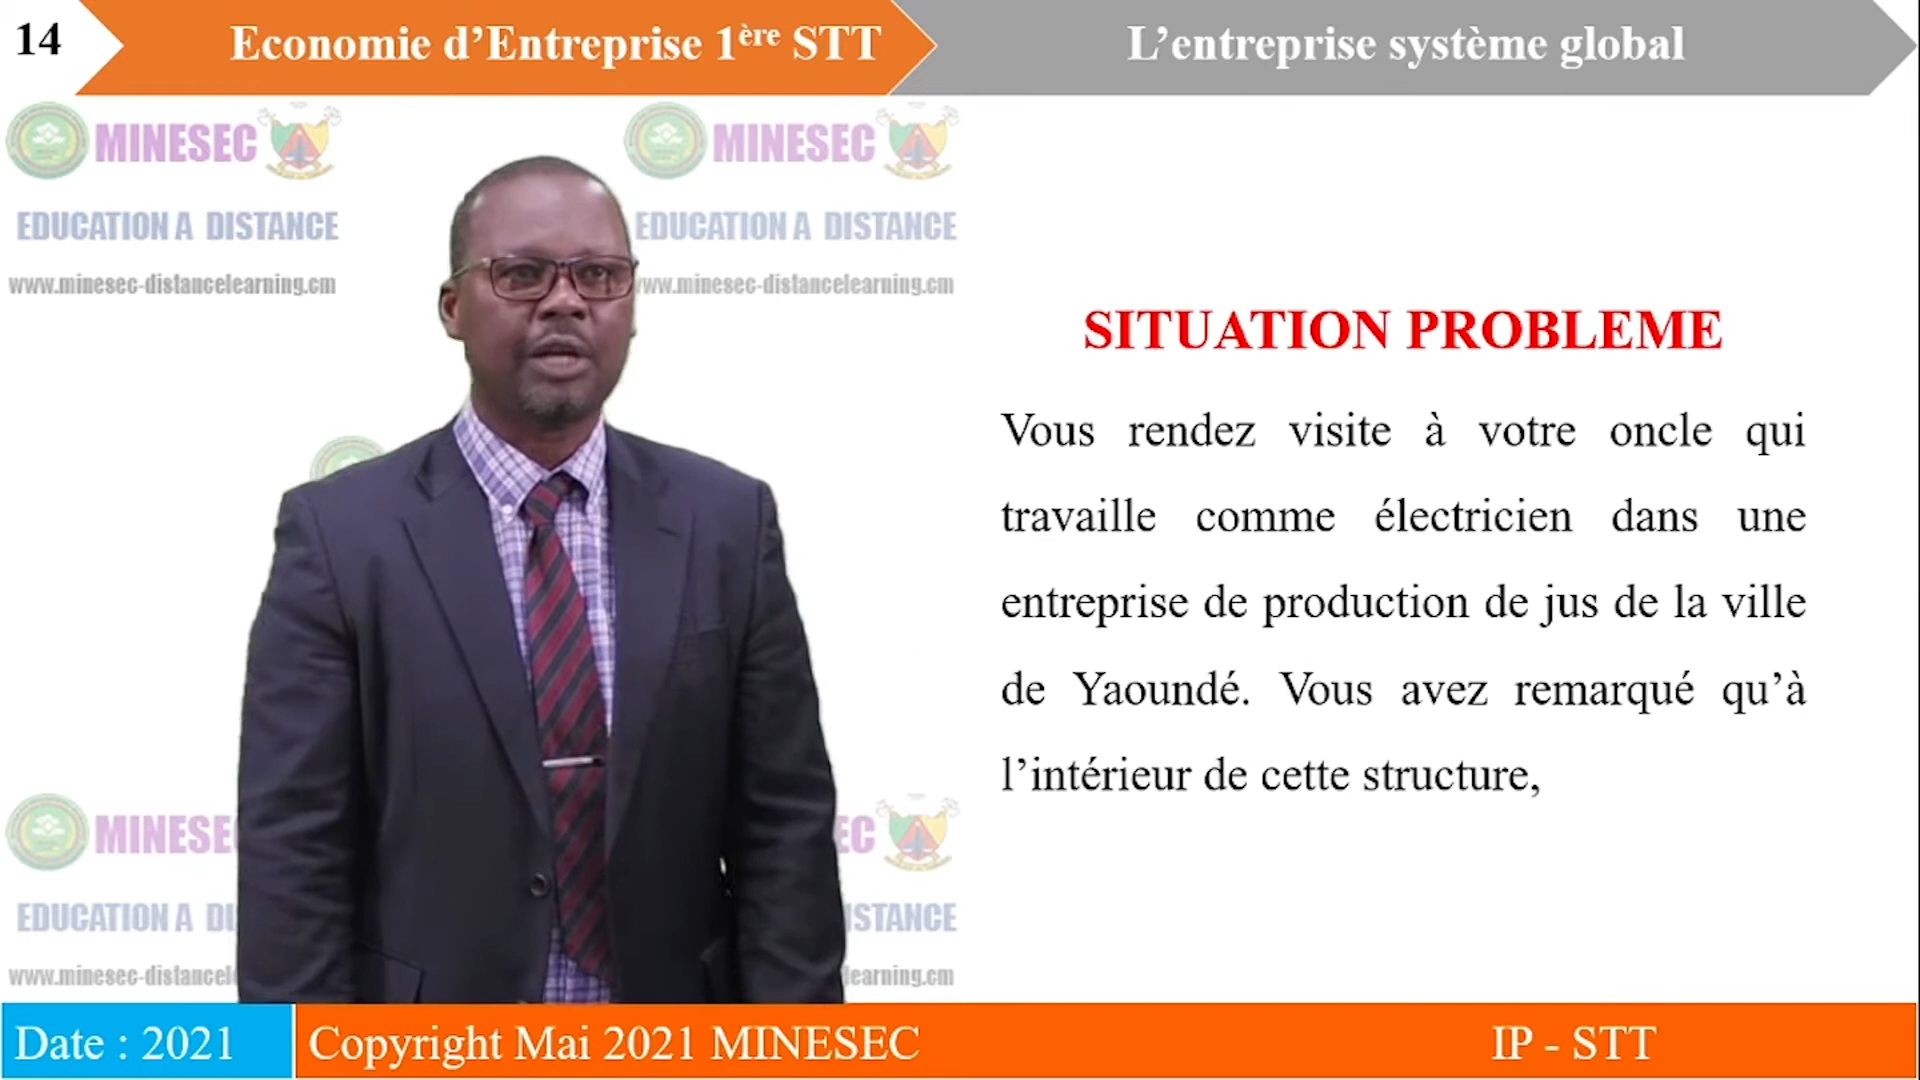 14
Economie d’Entreprise 1ère STT
L’entreprise système global
MINESEC
MINESEC
EDUCATION A DISTANCE
EDUCATION A DISTANCE
www.minesec-distancelearning.cm
www.minesec-distancelearning.cm
SITUATION PROBLEME
Vous rendez visite à votre oncle qui
travaille comme électricien dans une
entreprise de production de jus de la ville
de Yaoundé. Vous avez remarqué qu’à
l’intérieur de cette structure,
MINESE
EC
EDUCATION A DI
ISTANCE
www.minesec-distancele
learning.cm
Date : 2021
Copyright Mai 2021 MINESEC
IP - STT